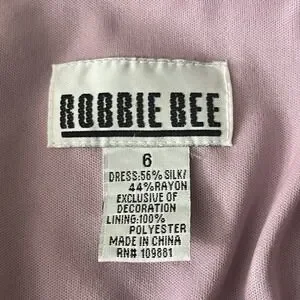 ROBBIE BEE
6
DRESS:56% SILK/
44% RAYON
EXCLUSIVE OF
DECORATION
LINING:100%
POLYESTER
MADE IN CHINA
RN# 109881